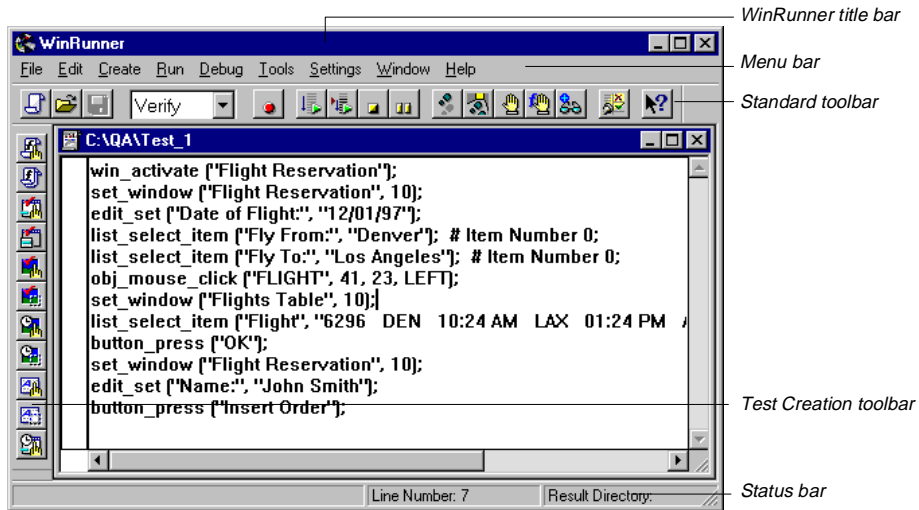 WinRunner title bar
WinRunner
File Edit Create Run Debug Tools Settings Window Help
Menu bar
Verify
Standard toolbar
C:\QA\Test_1
win_activate ("Flight Reservation");
set_window ("Flight Reservation", 10);
edit_set ("Date of Flight:", "12/01/97");
list_select_item ("Fly From:", "Denver");  # Item Number 0;
list_select_item ("Fly To:", "Los Angeles");  # Item Number 0;
obj_mouse_click ("FLIGHT", 41, 23, LEFT);
set_window ("Flights Table", 10);
list_select_item ("Flight", "6296   DEN   10:24 AM   LAX   01:24 PM
button_press ("OK");
set_window ("Flight Reservation", 10);
edit_set ("Name:", "John Smith");
button_press ("Insert Order");
Test Creation toolbar
Line Number: 7
Result Directory:
Status bar